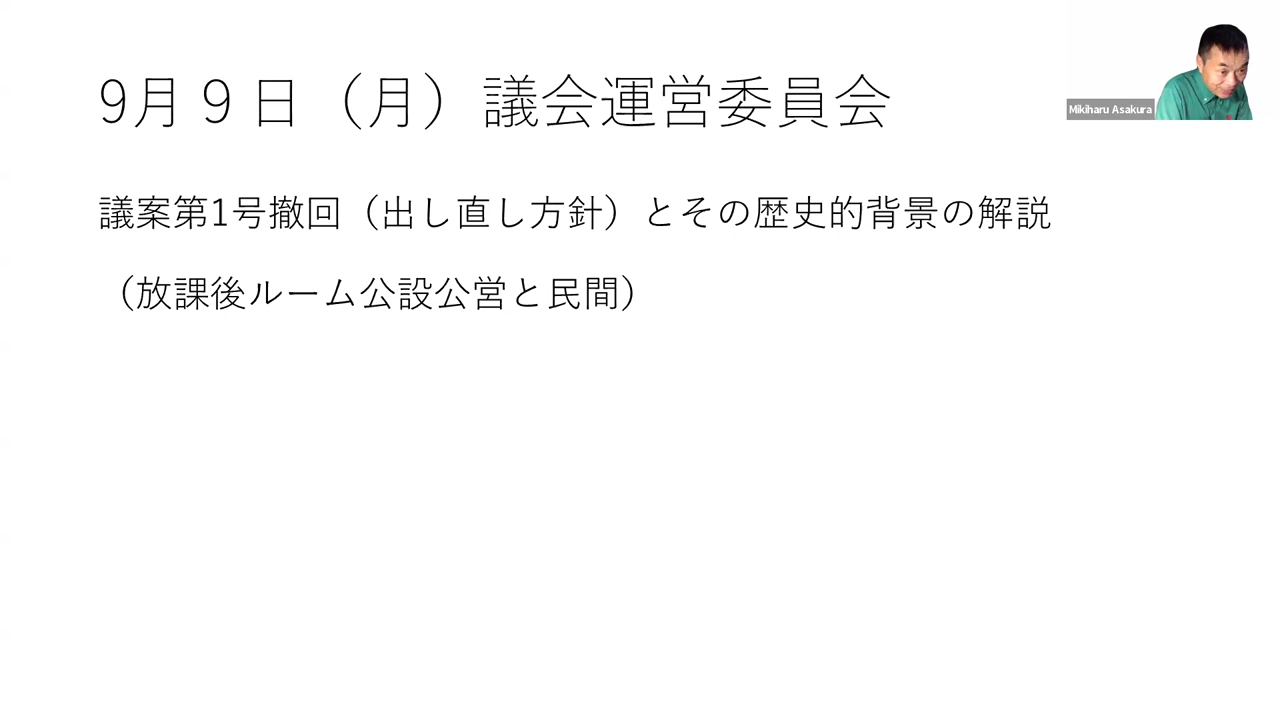 9月９日（月）議会運営委員会
Mikiharu Asakura
議案第1号撤回（出し直し方針）とその歴史的背景の解説
（放課後ルーム公設公営と民間）